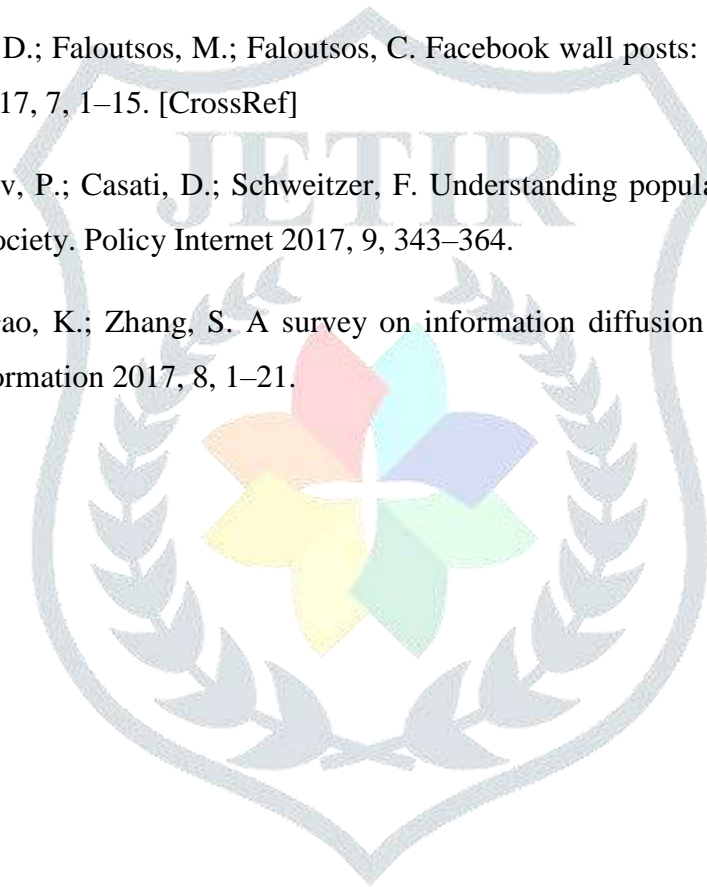 D.; Faloutsos, M.; Faloutsos, C. Facebook wall posts:
17, 7, 1–15. [CrossRef]
JETIR
v, P.; Casati, D.; Schweitzer, F. Understanding popula
ociety. Policy Internet 2017, 9, 343–364.
ao, K.; Zhang, S. A survey on information diffusion
ormation 2017, 8, 1–21.